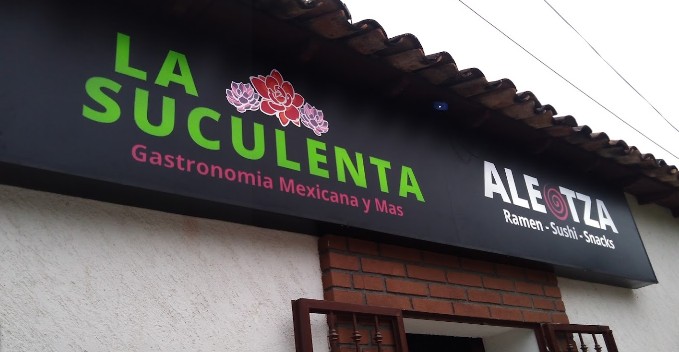 LA
SUCULENTA
Gastronomia Mexicana y Mas
ALEOTZA
Ramen - Sushi - Snacks